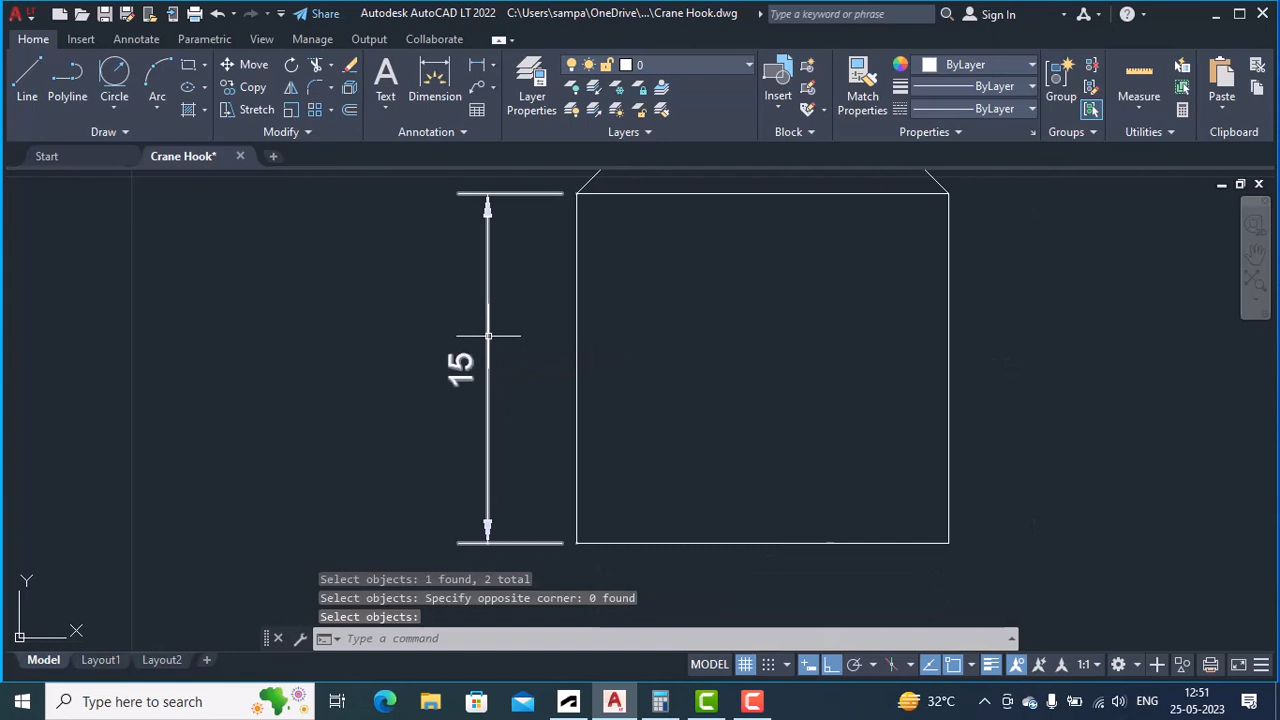 Share
Autodesk AutoCAD LT 2022
C:\Users\sampa\OneDrive\...\Crane Hook.dwg
Type a keyword or phrase
Sign In
Home
Insert
Annotate
Parametric
View
Manage
Output
Collaborate
Line
Polyline
Circle
Arc
Draw
Move
Copy
Stretch
Modify
Text
Dimension
Annotation
Layer
Properties
0
Layers
Insert
Block
Match
Properties
ByLayer
ByLayer
ByLayer
Properties
Group
Groups
Measure
Utilities
Paste
Clipboard
Start
Crane Hook*
15
Select objects: 1 found, 2 total
Select objects: Specify opposite corner: 0 found
Select objects:
Type a command
Y
X
Model
Layout1
Layout2
MODEL
1:1
Type here to search
32°C
ENG
12:51
25-05-2023